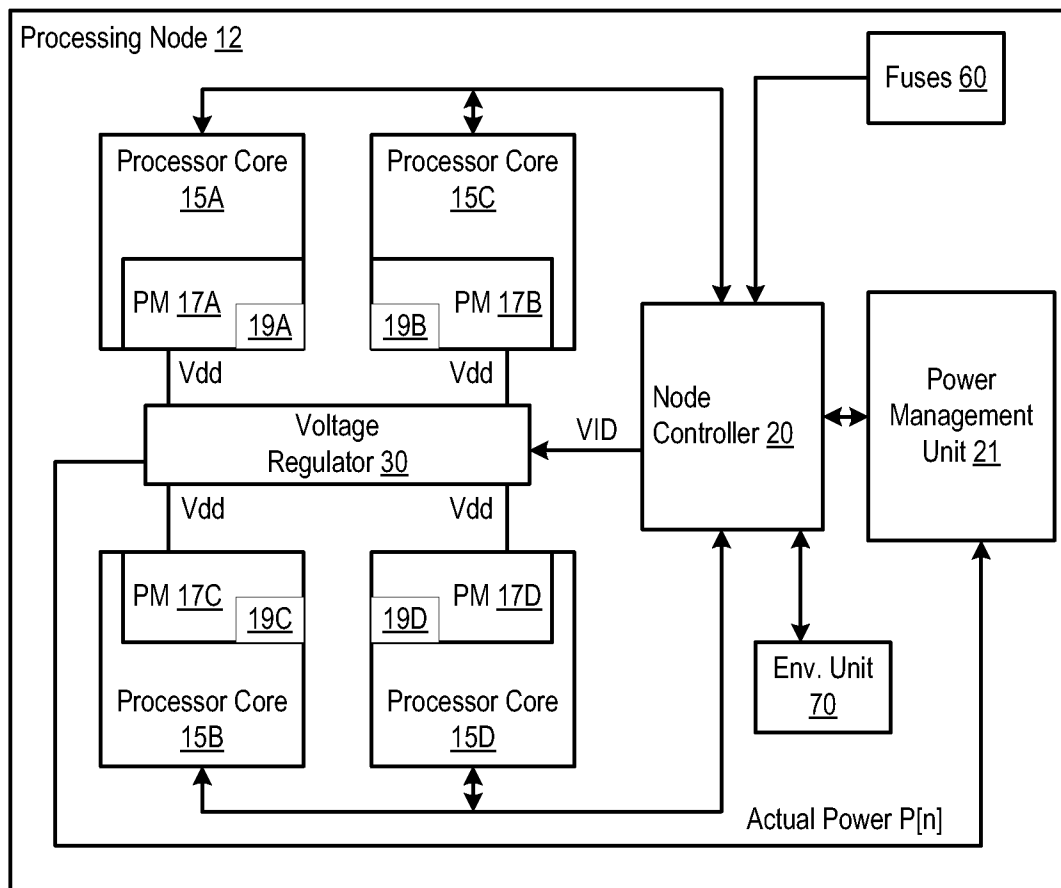 Processing Node 12
Fuses 60
Processor Core
15A
Processor Core
15C
PM 17A
19A
19B
PM 17B
Vdd
Vdd
Voltage
Regulator 30
VID
Node
Controller 20
Power
Management
Unit 21
Vdd
Vdd
PM 17C
19C
19D
PM 17D
Processor Core
15B
Processor Core
15D
Env. Unit
70
Actual Power P[n]